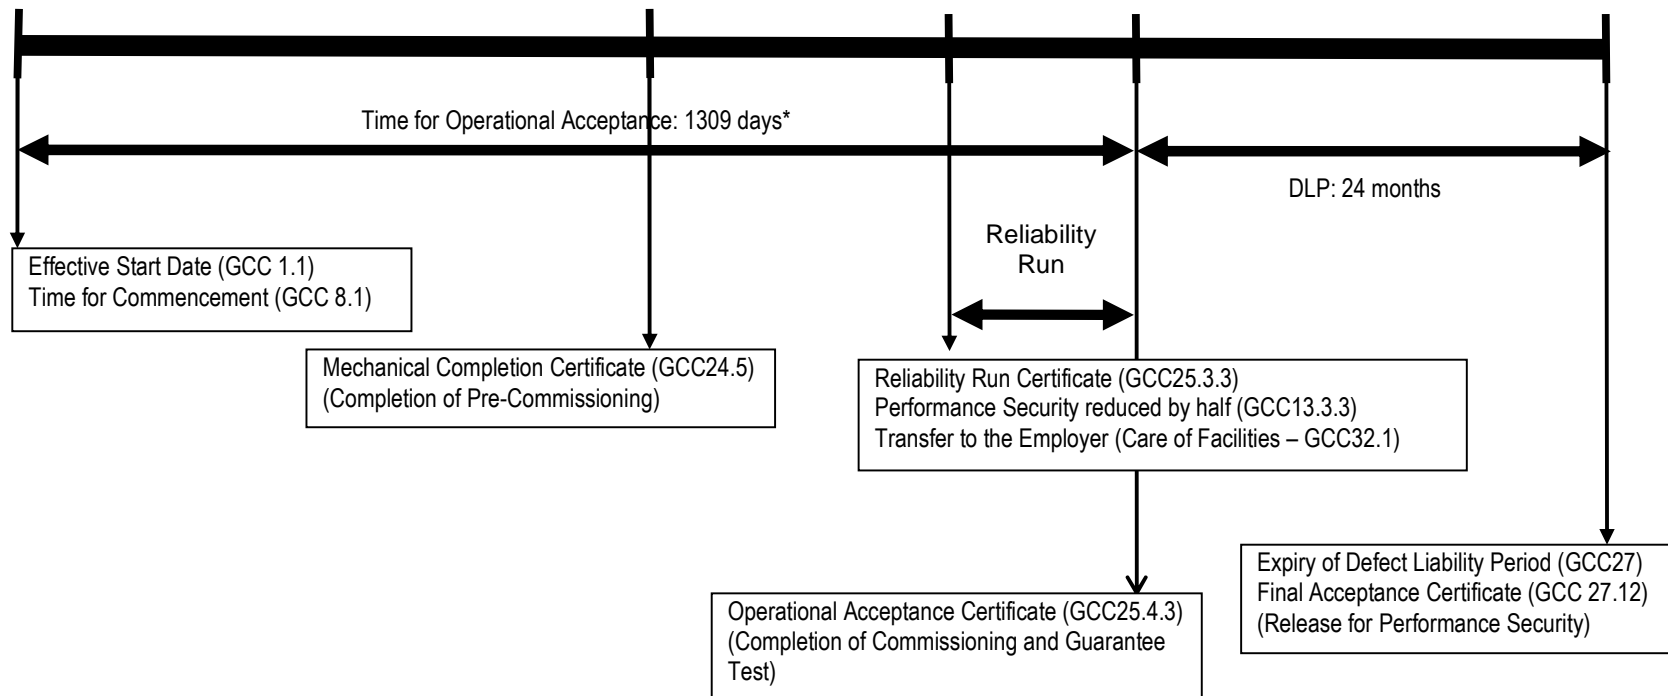 Time for Operational Acceptance: 1309 days*
DLP: 24 months
Reliability
Run
Effective Start Date (GCC 1.1)
Time for Commencement (GCC 8.1)
Mechanical Completion Certificate (GCC24.5)
(Completion of Pre-Commissioning)
Reliability Run Certificate (GCC25.3.3)
Performance Security reduced by half (GCC13.3.3)
Transfer to the Employer (Care of Facilities – GCC32.1)
Operational Acceptance Certificate (GCC25.4.3)
(Completion of Commissioning and Guarantee
Test)
Expiry of Defect Liability Period (GCC27)
Final Acceptance Certificate (GCC 27.12)
(Release for Performance Security)